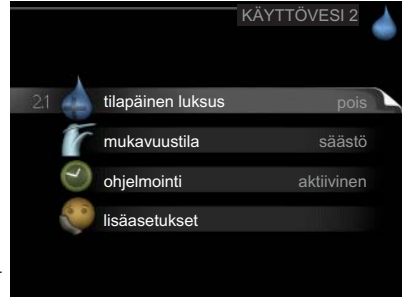 KÄYTTÖVESI 2
2.1 tilapäinen luksus pois
mukavuustila säästö
ohjelmointi aktiivinen
lisäasetukset